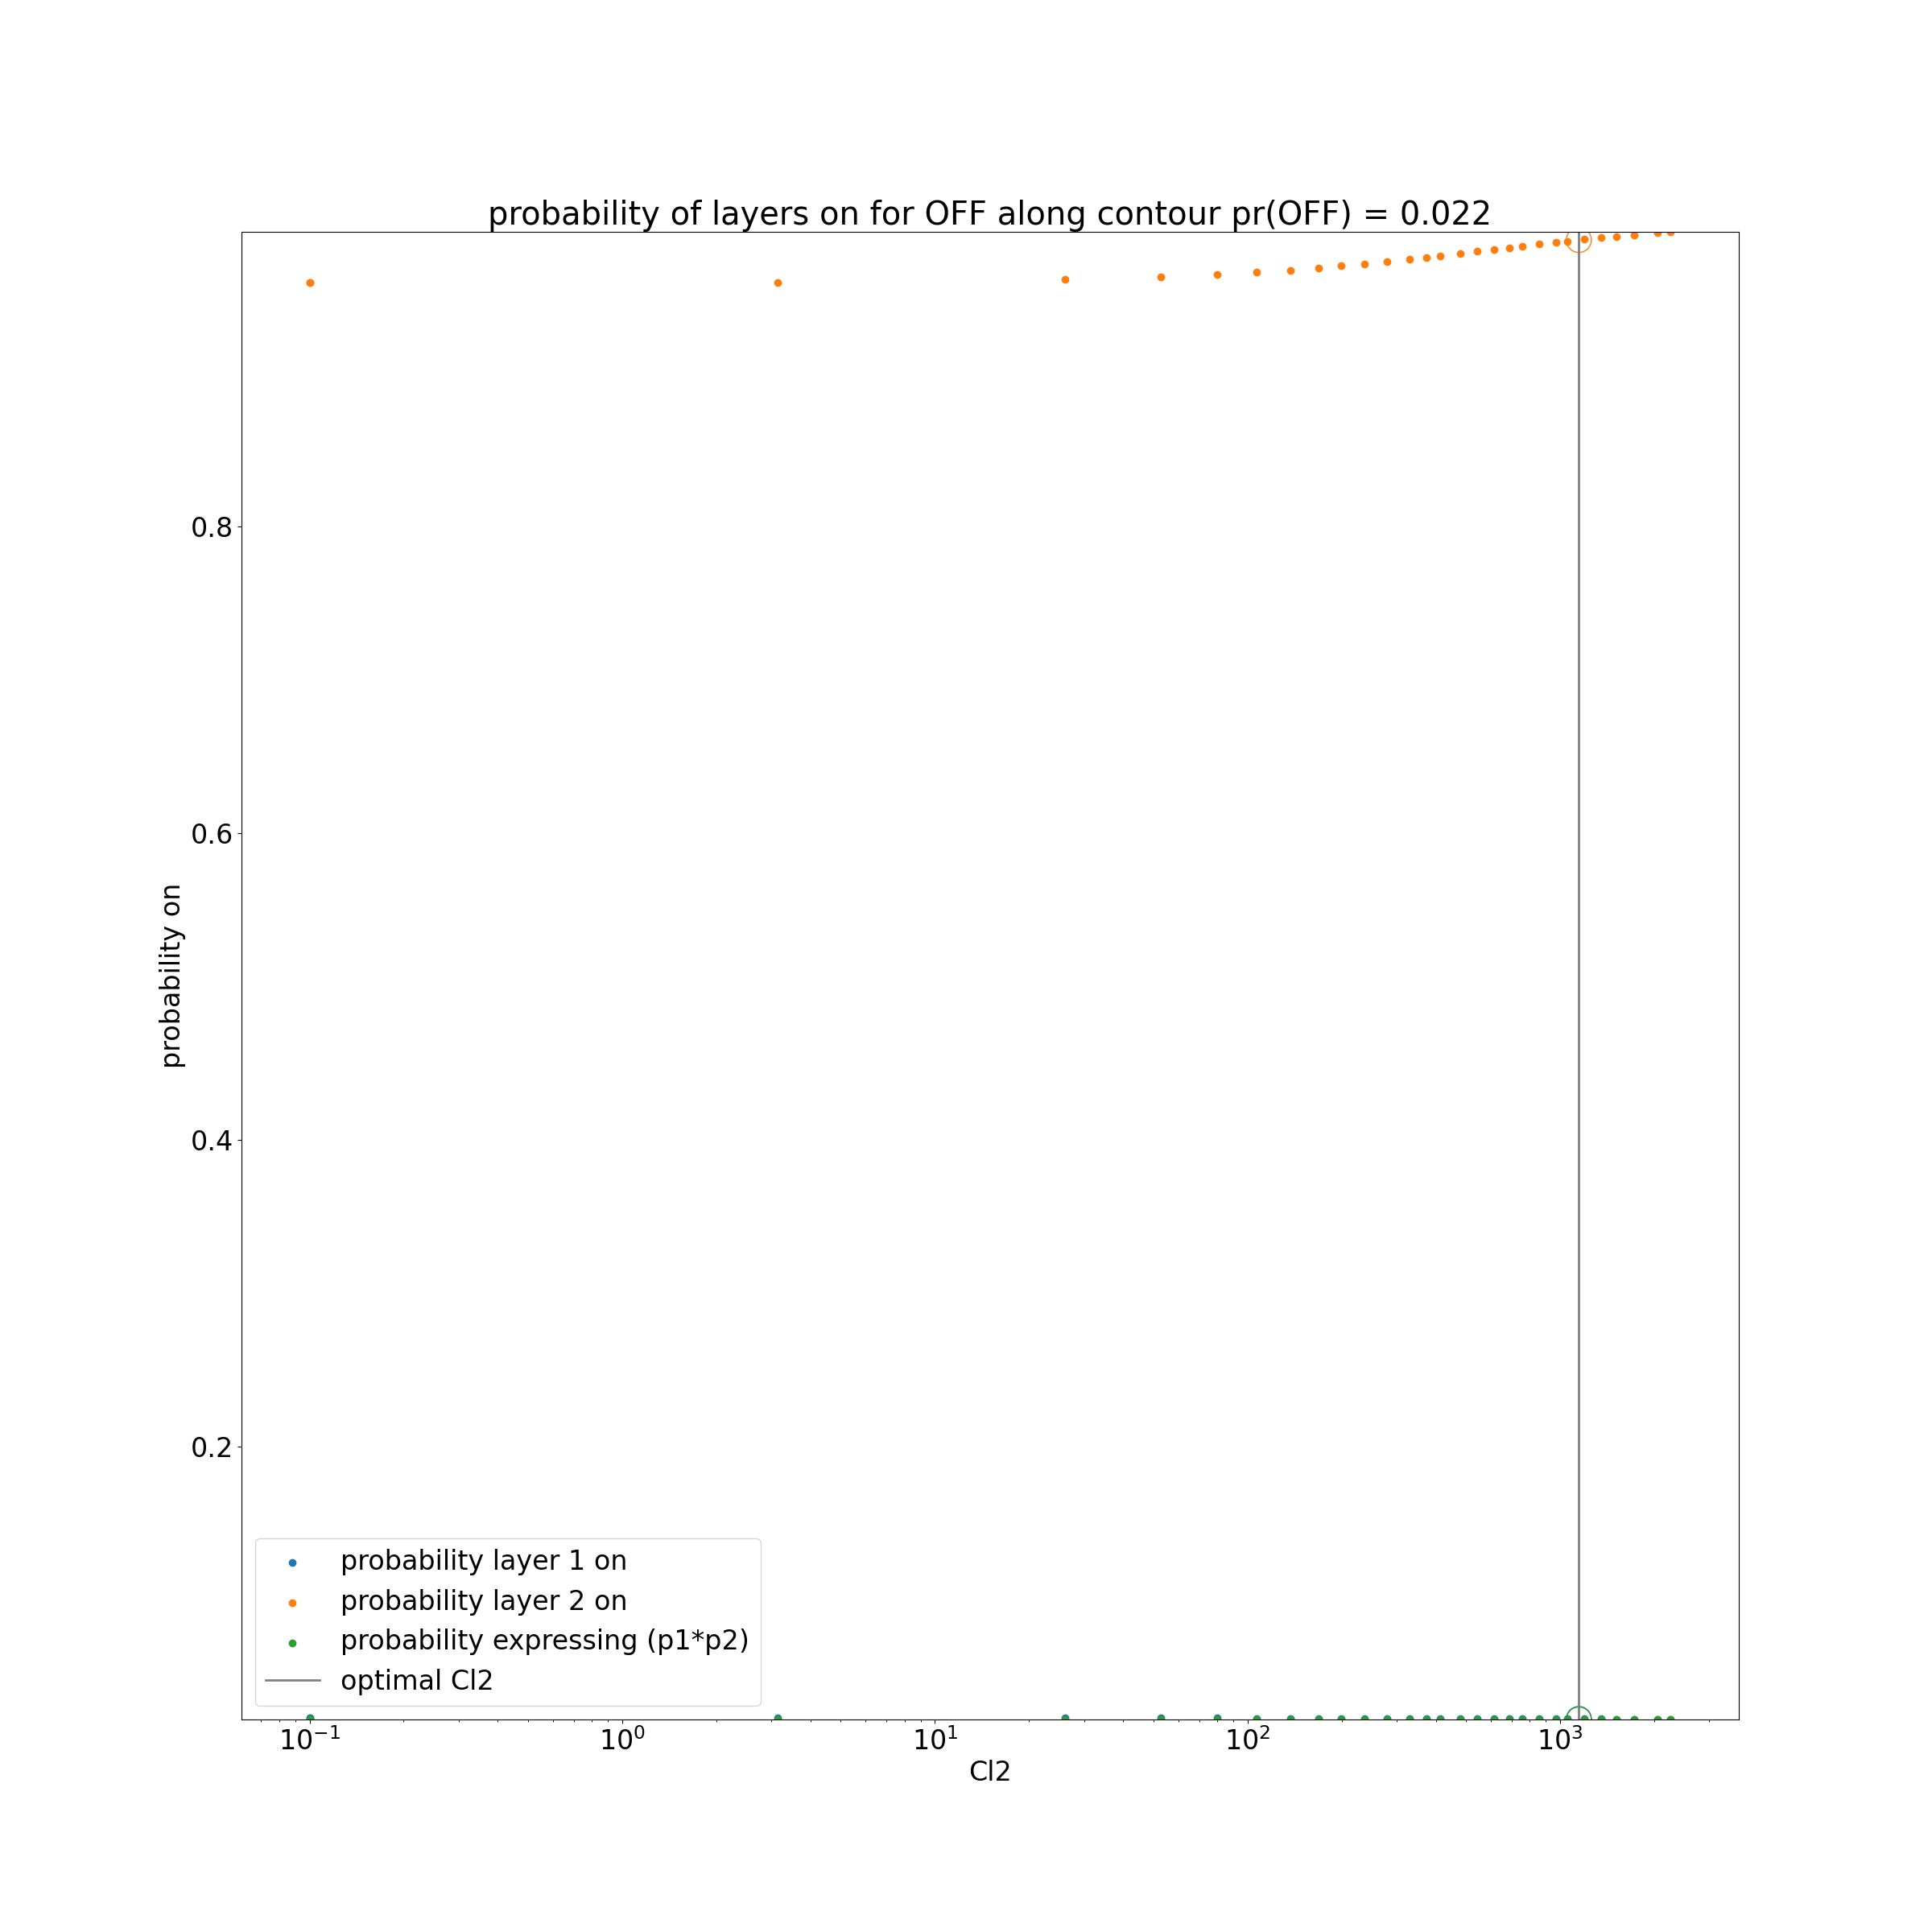 probability of layers on for OFF along contour pr(OFF) = 0.022
0.8
0.6
0.4
0.2
probability on
probability layer 1 on
probability layer 2 on
probability expressing (p1*p2)
optimal Cl2
10⁻¹ 10⁰ 10¹ 10² 10³
Cl2